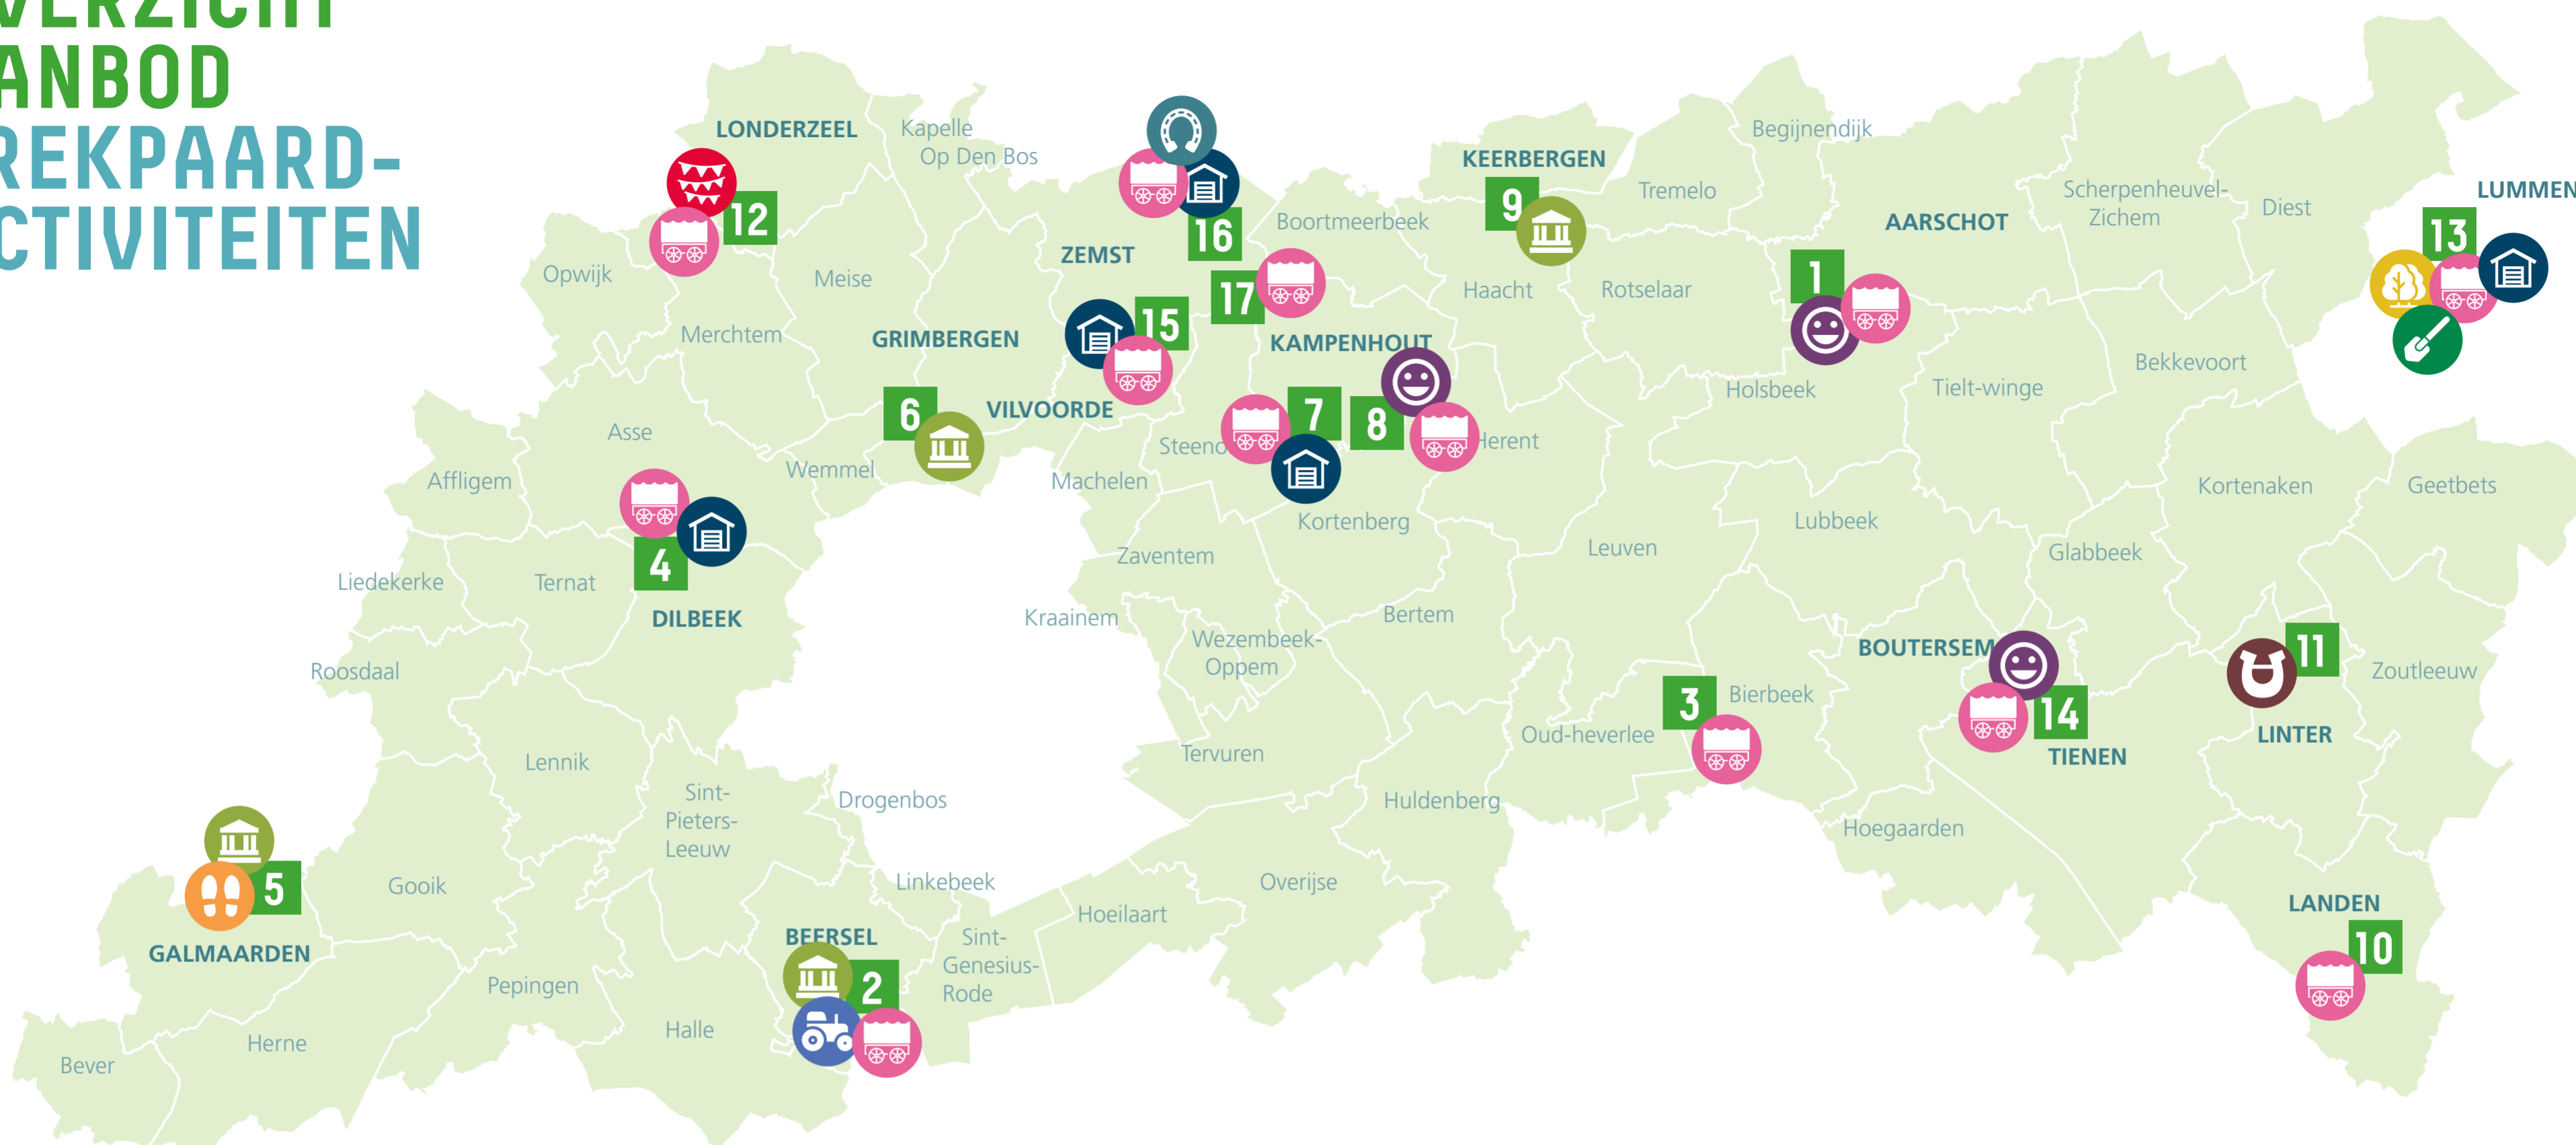 VERZICHT
ANBOD
REKPAARD-
CTIVITEITEN
LONDERZEEL
Kapelle
Op Den Bos
12
Opwijk
Meise
Merchtem
GRIMBERGEN
ZEMST
16
17
15
Boortmeerbeek
KEERBERGEN
9
Tremelo
Begijnendijk
Haacht
Rotselaar
AARSCHOT
1
Scherpenheuvel-
Zichem
Diest
LUMMEN
13
KAMPENHOUT
7
8
Herent
Holsbeek
Tielt-winge
Bekkevoort
6
VILVOORDE
Steeno
Machelen
Asse
Wemmel
Affligem
4
DILBEEK
Liedekerke
Ternat
Roosdaal
Kortenberg
Zaventem
Kraainem
Wezembeek-
Oppem
Bertem
Leuven
Lubbeek
Glabbeek
Kortenaken
Geetbets
BOUTERSEM
14
TIENEN
11
LINTER
Zoutleeuw
3
Bierbeek
Oud-heverlee
Tervuren
Huldenberg
Hoegaarden
Lennik
Sint-
Pieters-
Leeuw
Drogenbos
Linkebeek
Hoeilaart
Overijse
5
GALMAARDEN
Gooik
BEERSEL
2
Sint-
Genesius-
Rode
LANDEN
10
Pepingen
Halle
Herne
Bever